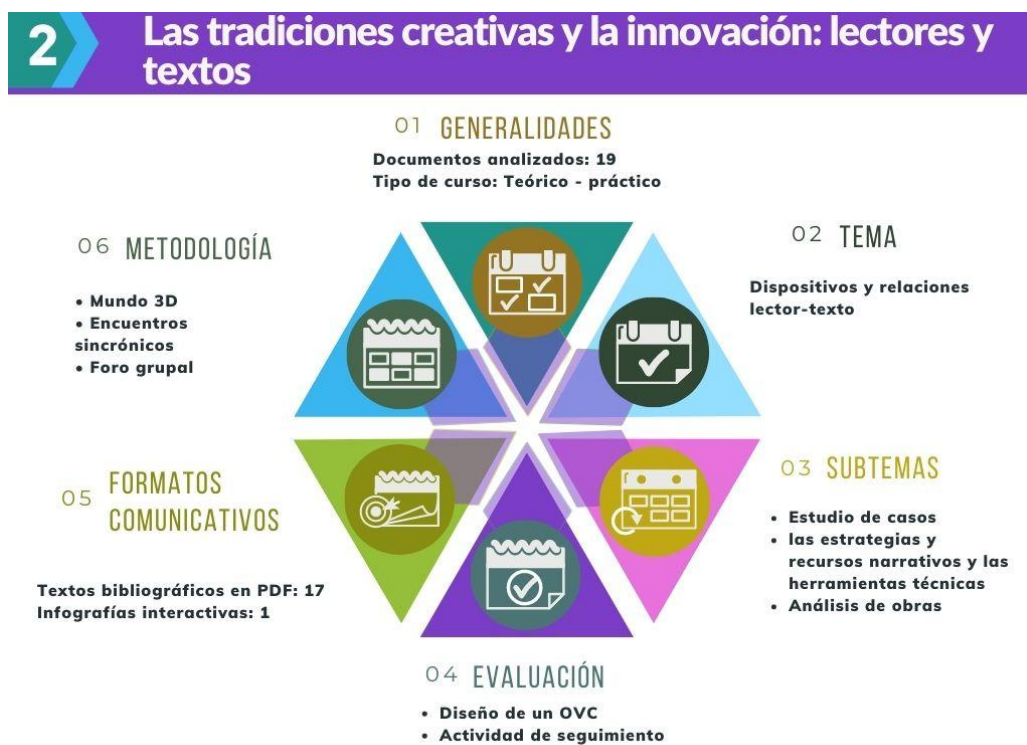 2
Las tradiciones creativas y la innovación: lectores y
textos
01 GENERALIDADES
Documentos analizados: 19
Tipo de curso: Teórico - práctico
02 TEMA
Dispositivos y relaciones
lector-texto
03 SUBTEMAS
• Estudio de casos
• las estrategias y
recursos narrativos y las
herramientas técnicas
• Análisis de obras
04 EVALUACIÓN
• Diseño de un OVC
• Actividad de seguimiento
05 FORMATOS
COMUNICATIVOS
Textos bibliográficos en PDF: 17
Infografías interactivas: 1
06 METODOLOGÍA
• Mundo 3D
• Encuentros
sincrónicos
• Foro grupal